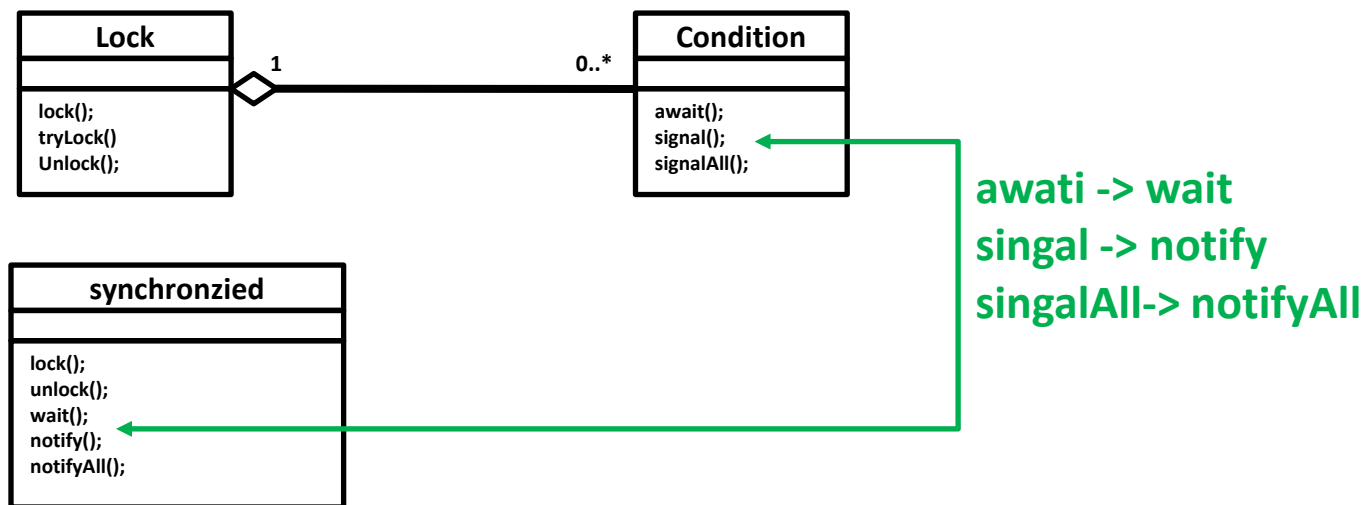 Lock
1
0..*
Condition
lock();
tryLock()
Unlock();
await();
signal();
signalAll();
awati -> wait
singal -> notify
singalAll-> notifyAll
synchronzied
lock();
unlock();
wait();
notify();
notifyAll();